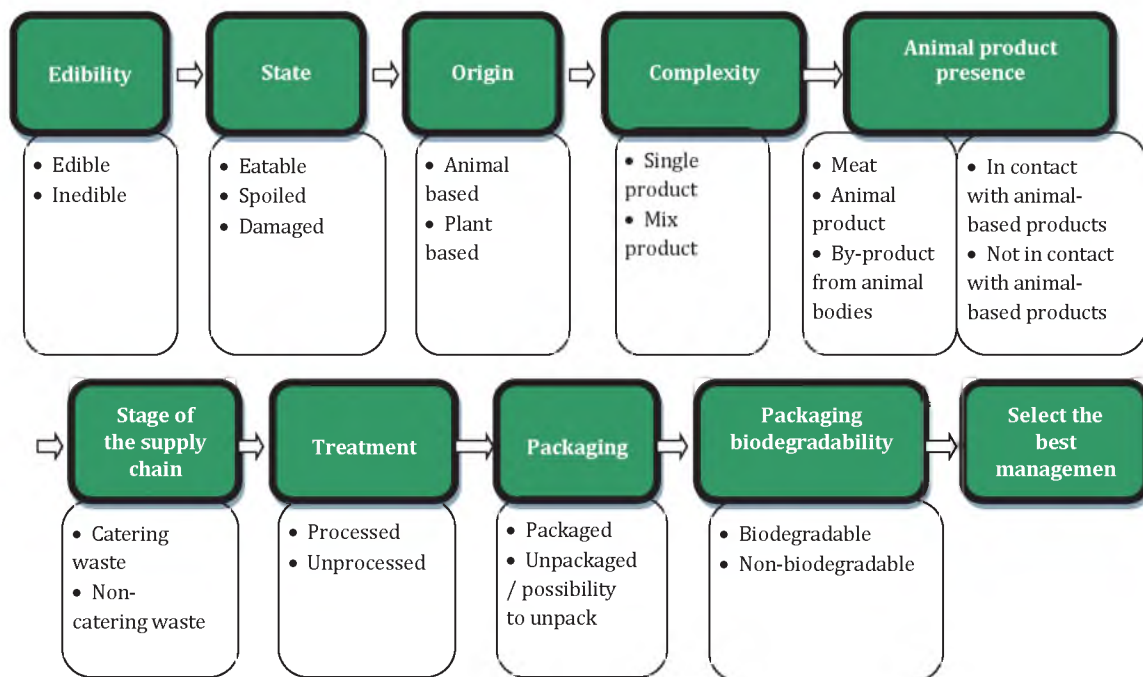 Edibility
• Edible
• Inedible
State
• Eatable
• Spoiled
• Damaged
Origin
• Animal
based
• Plant
based
Complexity
• Single
product
• Mix
product
Animal product
presence
• Meat
• Animal
product
• By-product
from animal
bodies
• In contact
with animal-
based products
• Not in contact
with animal-
based products
Stage of
the supply
chain
• Catering
waste
• Non-
catering waste
Treatment
• Processed
• Unprocessed
Packaging
• Packaged
• Unpackaged
/ possibility
to unpack
Packaging
biodegradability
• Biodegradable
• Non-biodegradable
Select the
best
managemen